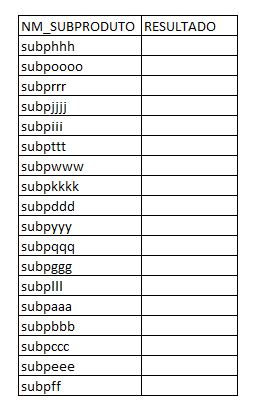 NM_SUBPRODUTO RESULTADO
subphhh
subpoooo
subprrr
subpjjjj
subpiii
subpttt
subpwww
subpkkkk
subpddd
subpyyy
subpqqq
subpggg
subplll
subpaaa
subpbbb
subpccc
subpeee
subpff